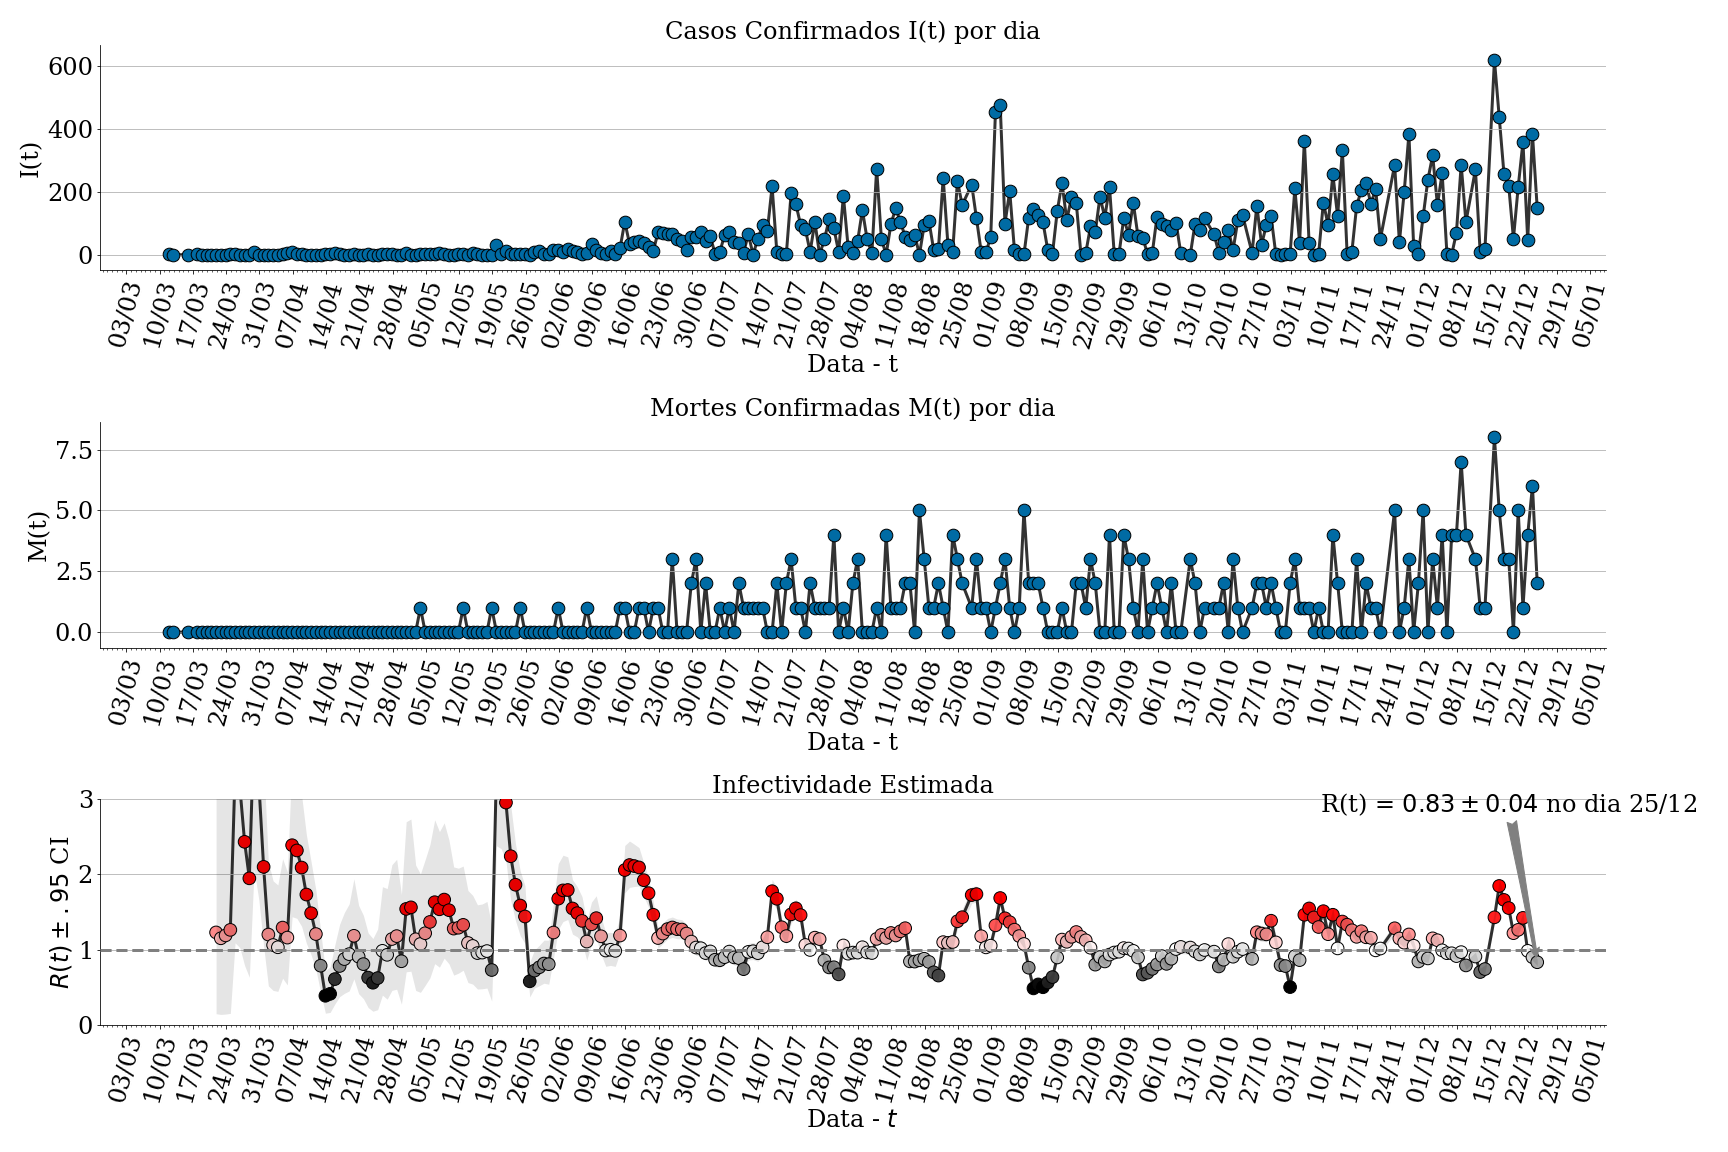 Casos Confirmados I(t) por dia
600
400
200
0
I(t)
03/03 10/03 17/03 24/03 31/03 07/04 14/04 21/04 28/04 05/05 12/05 19/05 26/05 02/06 09/06 16/06 23/06 30/06 07/07 14/07 21/07 28/07 04/08 11/08 18/08 25/08 01/09 08/09 15/09 22/09 29/09 06/10 13/10 20/10 27/10 03/11 10/11 17/11 24/11 01/12 08/12 15/12 22/12 29/12 05/01
Data - t
Mortes Confirmadas M(t) por dia
7.5
5.0
2.5
0.0
M(t)
03/03 10/03 17/03 24/03 31/03 07/04 14/04 21/04 28/04 05/05 12/05 19/05 26/05 02/06 09/06 16/06 23/06 30/06 07/07 14/07 21/07 28/07 04/08 11/08 18/08 25/08 01/09 08/09 15/09 22/09 29/09 06/10 13/10 20/10 27/10 03/11 10/11 17/11 24/11 01/12 08/12 15/12 22/12 29/12 05/01
Data - t
Infectividade Estimada
R(t) = 0.83 ± 0.04 no dia 25/12
3
2
1
0
R(t) ± .95 CI
03/03 10/03 17/03 24/03 31/03 07/04 14/04 21/04 28/04 05/05 12/05 19/05 26/05 02/06 09/06 16/06 23/06 30/06 07/07 14/07 21/07 28/07 04/08 11/08 18/08 25/08 01/09 08/09 15/09 22/09 29/09 06/10 13/10 20/10 27/10 03/11 10/11 17/11 24/11 01/12 08/12 15/12 22/12 29/12 05/01
Data - t